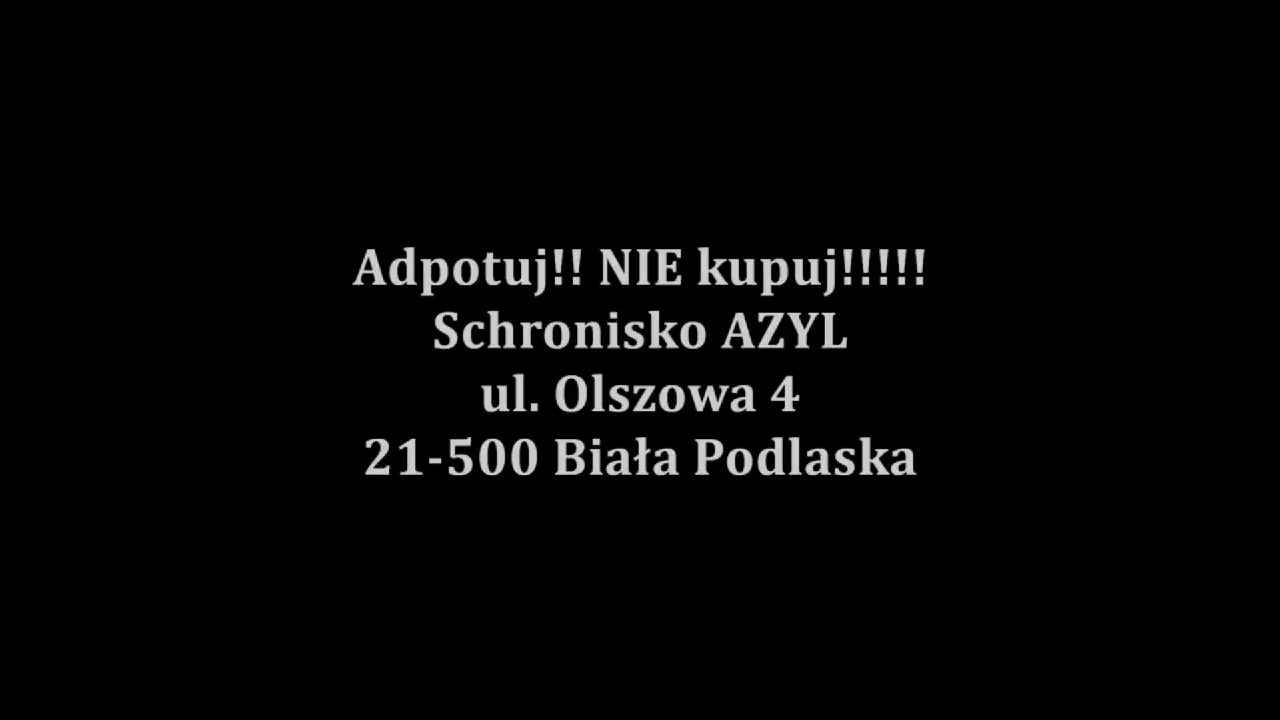 Adpotuj!! NIE kupuj!!!!!
Schronisko AZYL
ul. Olszowa 4
21-500 Biała Podlaska